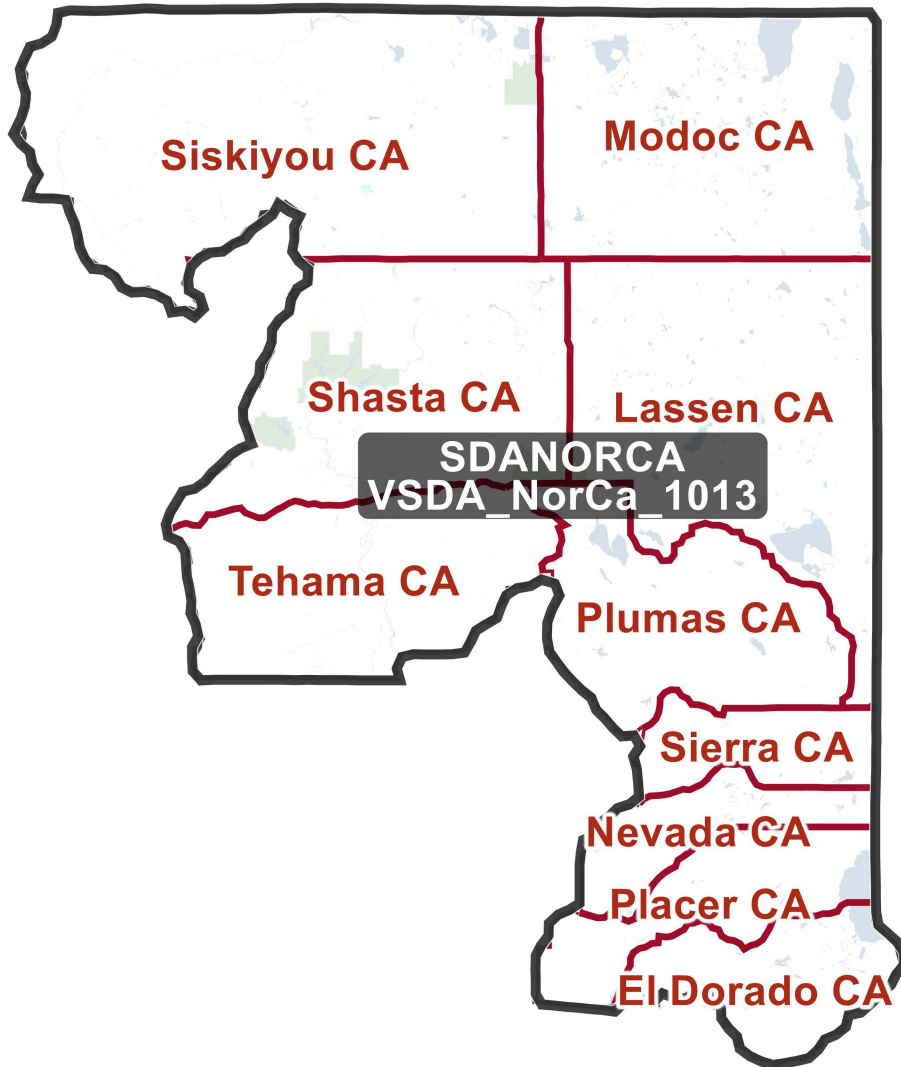 Siskiyou CA
Modoc CA
Shasta CA
Lassen CA
SDANORCA
VSDA_NorCa_1013
Tehama CA
Plumas CA
Sierra CA
Nevada CA
Placer CA
El Dorado CA